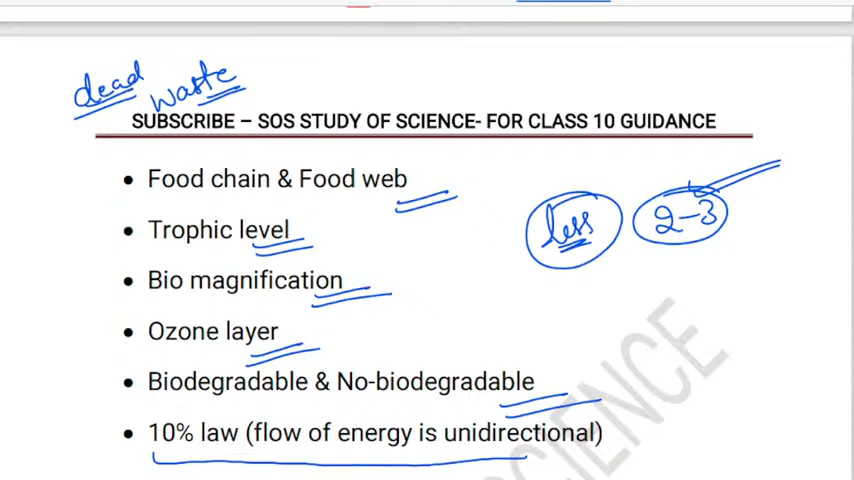 dead waste
SUBSCRIBE – SOS STUDY OF SCIENCE- FOR CLASS 10 GUIDANCE
• Food chain & Food web
• Trophic level
less 2-3
• Bio magnification
• Ozone layer
• Biodegradable & No-biodegradable
• 10% law (flow of energy is unidirectional)
CIENCE